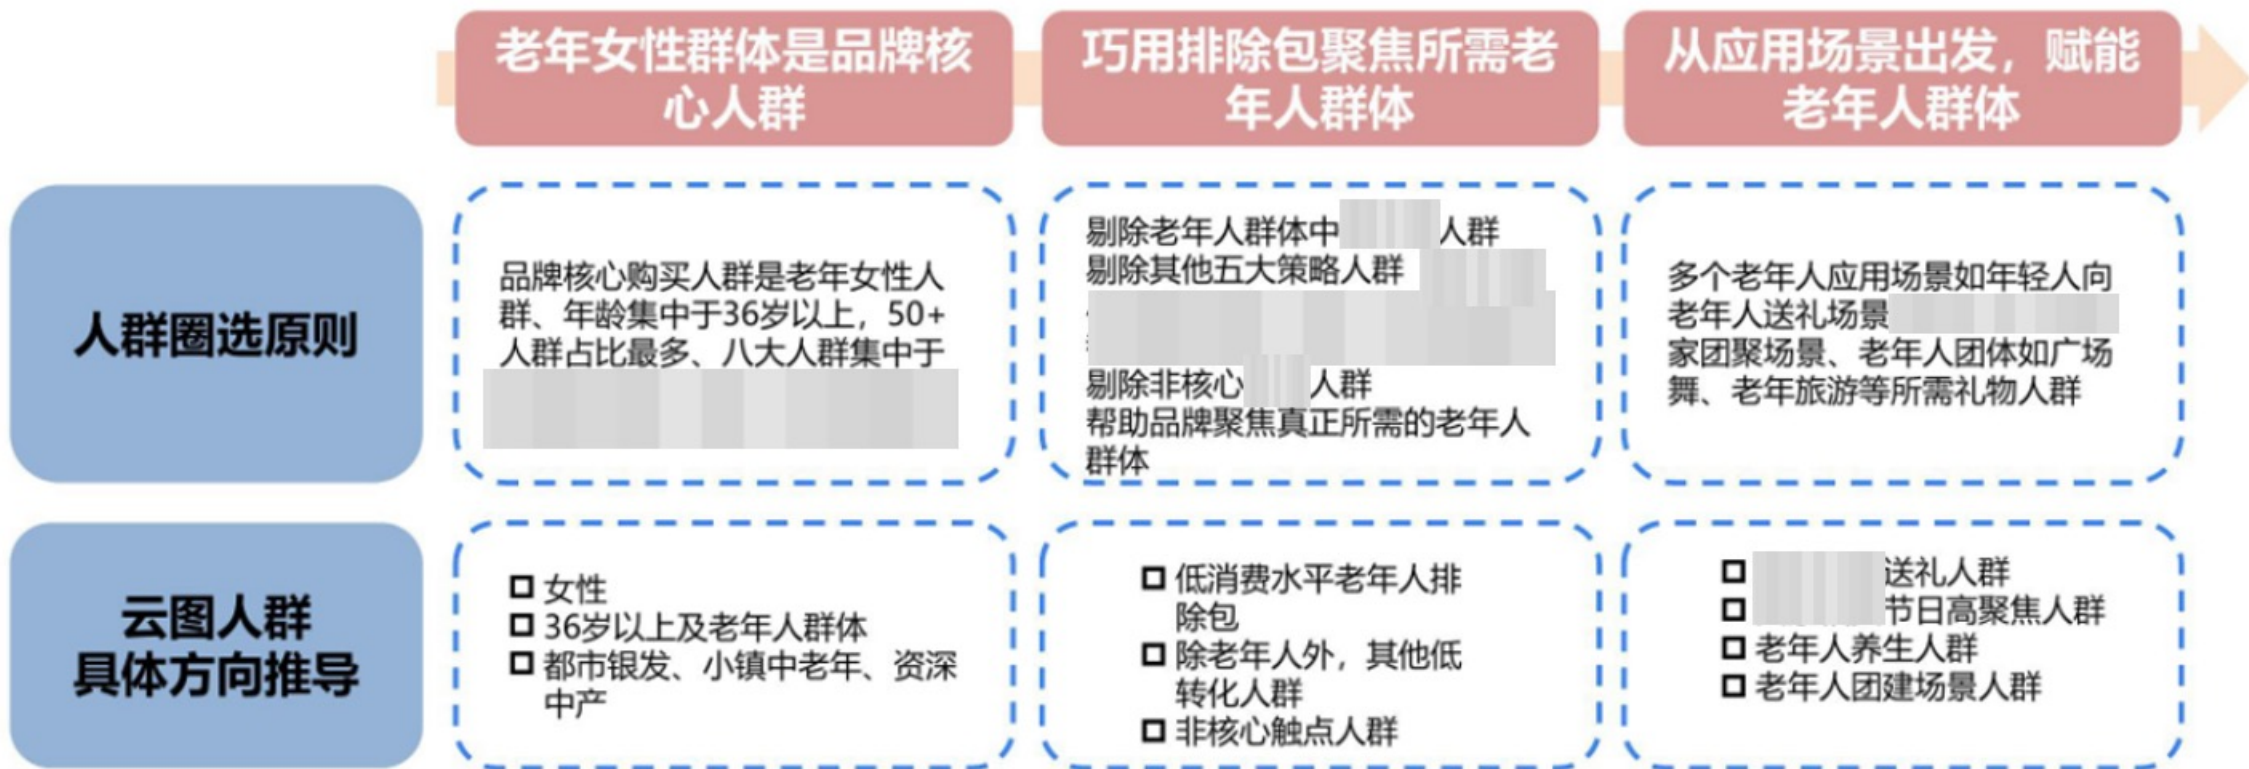 老年女性群体是品牌核
心人群
巧用排除包聚焦所需老
年人群体
从应用场景出发，赋能
老年人群体
人群圈选原则
品牌核心购买人群是老年女性人
群、年龄集中于36岁以上，50+
人群占比最多、八大人群集中于
剔除老年人群体中 人群
剔除其他五大策略人群
剔除非核心 人群
帮助品牌聚焦真正所需的老年人
群体
多个老年人应用场景如年轻人向
老年人送礼场景
家团聚场景、老年人团体如广场
舞、老年旅游等所需礼物人群
云图人群
具体方向推导
女性
36岁以上及老年人群体
都市银发、小镇中老年、资深
中产
低消费水平老年人排
除包
除老年人外，其他低
转化人群
非核心触点人群
送礼人群
节日高聚焦人群
老年人养生人群
老年人团建场景人群